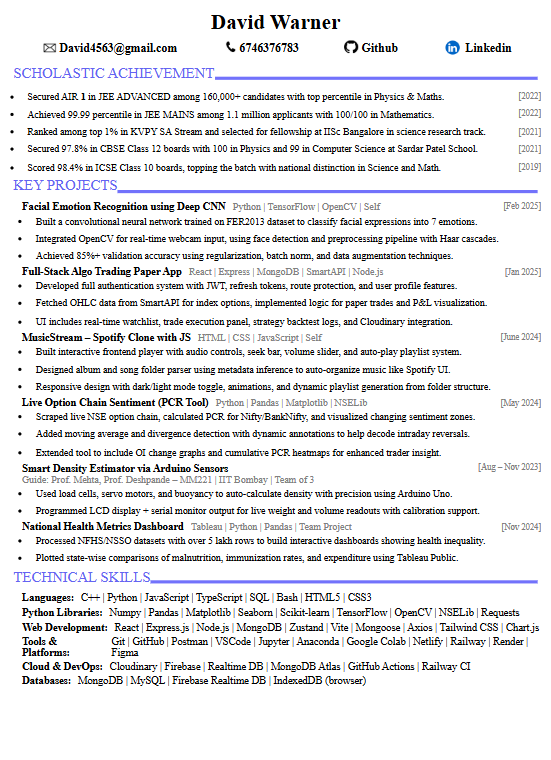 David Warner
David4563@gmail.com 6746376783 Github Linkedin
SCHOLASTIC ACHIEVEMENT
• Secured AIR 1 in JEE ADVANCED among 160,000+ candidates with top percentile in Physics & Maths. [2022]
• Achieved 99.99 percentile in JEE MAINS among 1.1 million applicants with 100/100 in Mathematics. [2022]
• Ranked among top 1% in KVPY SA Stream and selected for fellowship at IISc Bangalore in science research track. [2021]
• Secured 97.8% in CBSE Class 12 boards with 100 in Physics and 99 in Computer Science at Sardar Patel School. [2021]
• Scored 98.4% in ICSE Class 10 boards, topping the batch with national distinction in Science and Math. [2019]
KEY PROJECTS
Facial Emotion Recognition using Deep CNN Python | TensorFlow | OpenCV | Self [Feb 2025]
• Built a convolutional neural network trained on FER2013 dataset to classify facial expressions into 7 emotions.
• Integrated OpenCV for real-time webcam input, using face detection and preprocessing pipeline with Haar cascades.
• Achieved 85%+ validation accuracy using regularization, batch norm, and data augmentation techniques.
Full-Stack Algo Trading Paper App React | Express | MongoDB | SmartAPI | Node.js [Jan 2025]
• Developed full authentication system with JWT, refresh tokens, route protection, and user profile features.
• Fetched OHLC data from SmartAPI for index options, implemented logic for paper trades and P&L visualization.
• UI includes real-time watchlist, trade execution panel, strategy backtest logs, and Cloudinary integration.
MusicStream – Spotify Clone with JS HTML | CSS | JavaScript | Self [June 2024]
• Built interactive frontend player with audio controls, seek bar, volume slider, and auto-play playlist system.
• Designed album and song folder parser using metadata inference to auto-organize music like Spotify UI.
• Responsive design with dark/light mode toggle, animations, and dynamic playlist generation from folder structure.
Live Option Chain Sentiment (PCR Tool) Python | Pandas | Matplotlib | NSELib [May 2024]
• Scraped live NSE option chain, calculated PCR for Nifty/BankNifty, and visualized changing sentiment zones.
• Added moving average and divergence detection with dynamic annotations to help decode intraday reversals.
• Extended tool to include OI change graphs and cumulative PCR heatmaps for enhanced trader insight.
Smart Density Estimator via Arduino Sensors [Aug – Nov 2023]
Guide: Prof. Mehta, Prof. Deshpande – MM221 | IIT Bombay | Team of 3
• Used load cells, servo motors, and buoyancy to auto-calculate density with precision using Arduino Uno.
• Programmed LCD display + serial monitor output for live weight and volume readouts with calibration support.
National Health Metrics Dashboard Tableau | Python | Pandas | Team Project [Nov 2024]
• Processed NFHS/NSSO datasets with over 5 lakh rows to build interactive dashboards showing health inequality.
• Plotted state-wise comparisons of malnutrition, immunization rates, and expenditure using Tableau Public.
TECHNICAL SKILLS
Languages: C++ | Python | JavaScript | TypeScript | SQL | Bash | HTML5 | CSS3
Python Libraries: Numpy | Pandas | Matplotlib | Seaborn | Scikit-learn | TensorFlow | OpenCV | NSELib | Requests
Web Development: React | Express.js | Node.js | MongoDB | Zustand | Vite | Mongoose | Axios | Tailwind CSS | Chart.js
Tools & Git | GitHub | Postman | VSCode | Jupyter | Anaconda | Google Colab | Netlify | Railway | Render |
Platforms: Figma
Cloud & DevOps: Cloudinary | Firebase | Realtime DB | MongoDB Atlas | GitHub Actions | Railway CI
Databases: MongoDB | MySQL | Firebase Realtime DB | IndexedDB (browser)